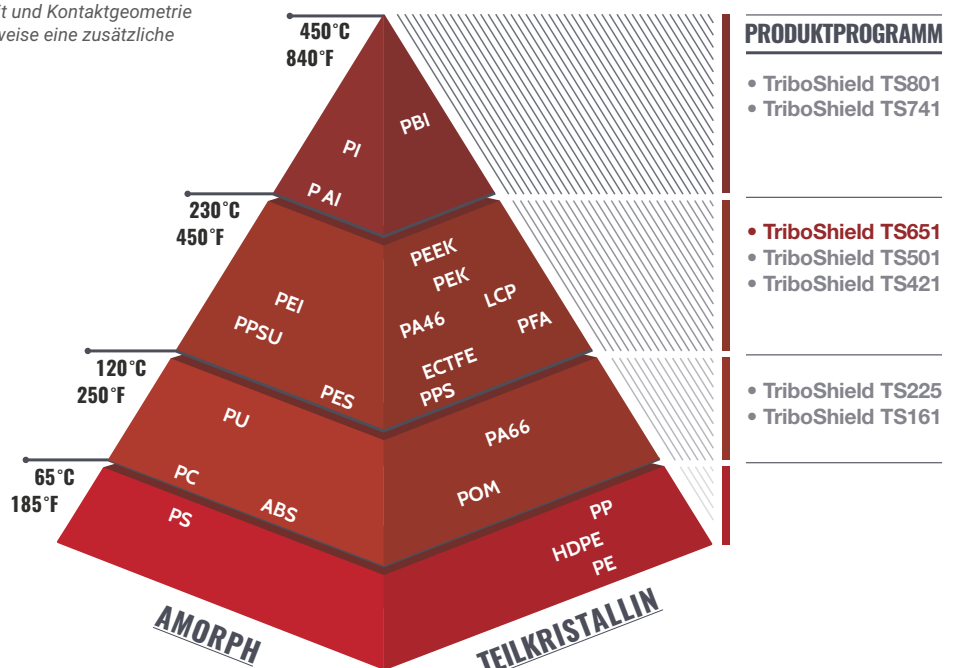 it und Kontaktgeometrie
weise eine zusätzliche
450°C
840°F
PRODUKTPROGRAMM
• TriboShield TS801
• TriboShield TS741
PBI
PI
P AI
230°C
450°F
• TriboShield TS651
• TriboShield TS501
• TriboShield TS421
PEEK
PEK
LCP
PEI
PA46
PFA
PPSU
ECTFE
PPS
PES
120°C
250°F
• TriboShield TS225
• TriboShield TS161
PU
PA66
PC
POM
ABS
65°C
185°F
PS
PP
HDPE
PE
AMORPH
TEILKRISTALLIN